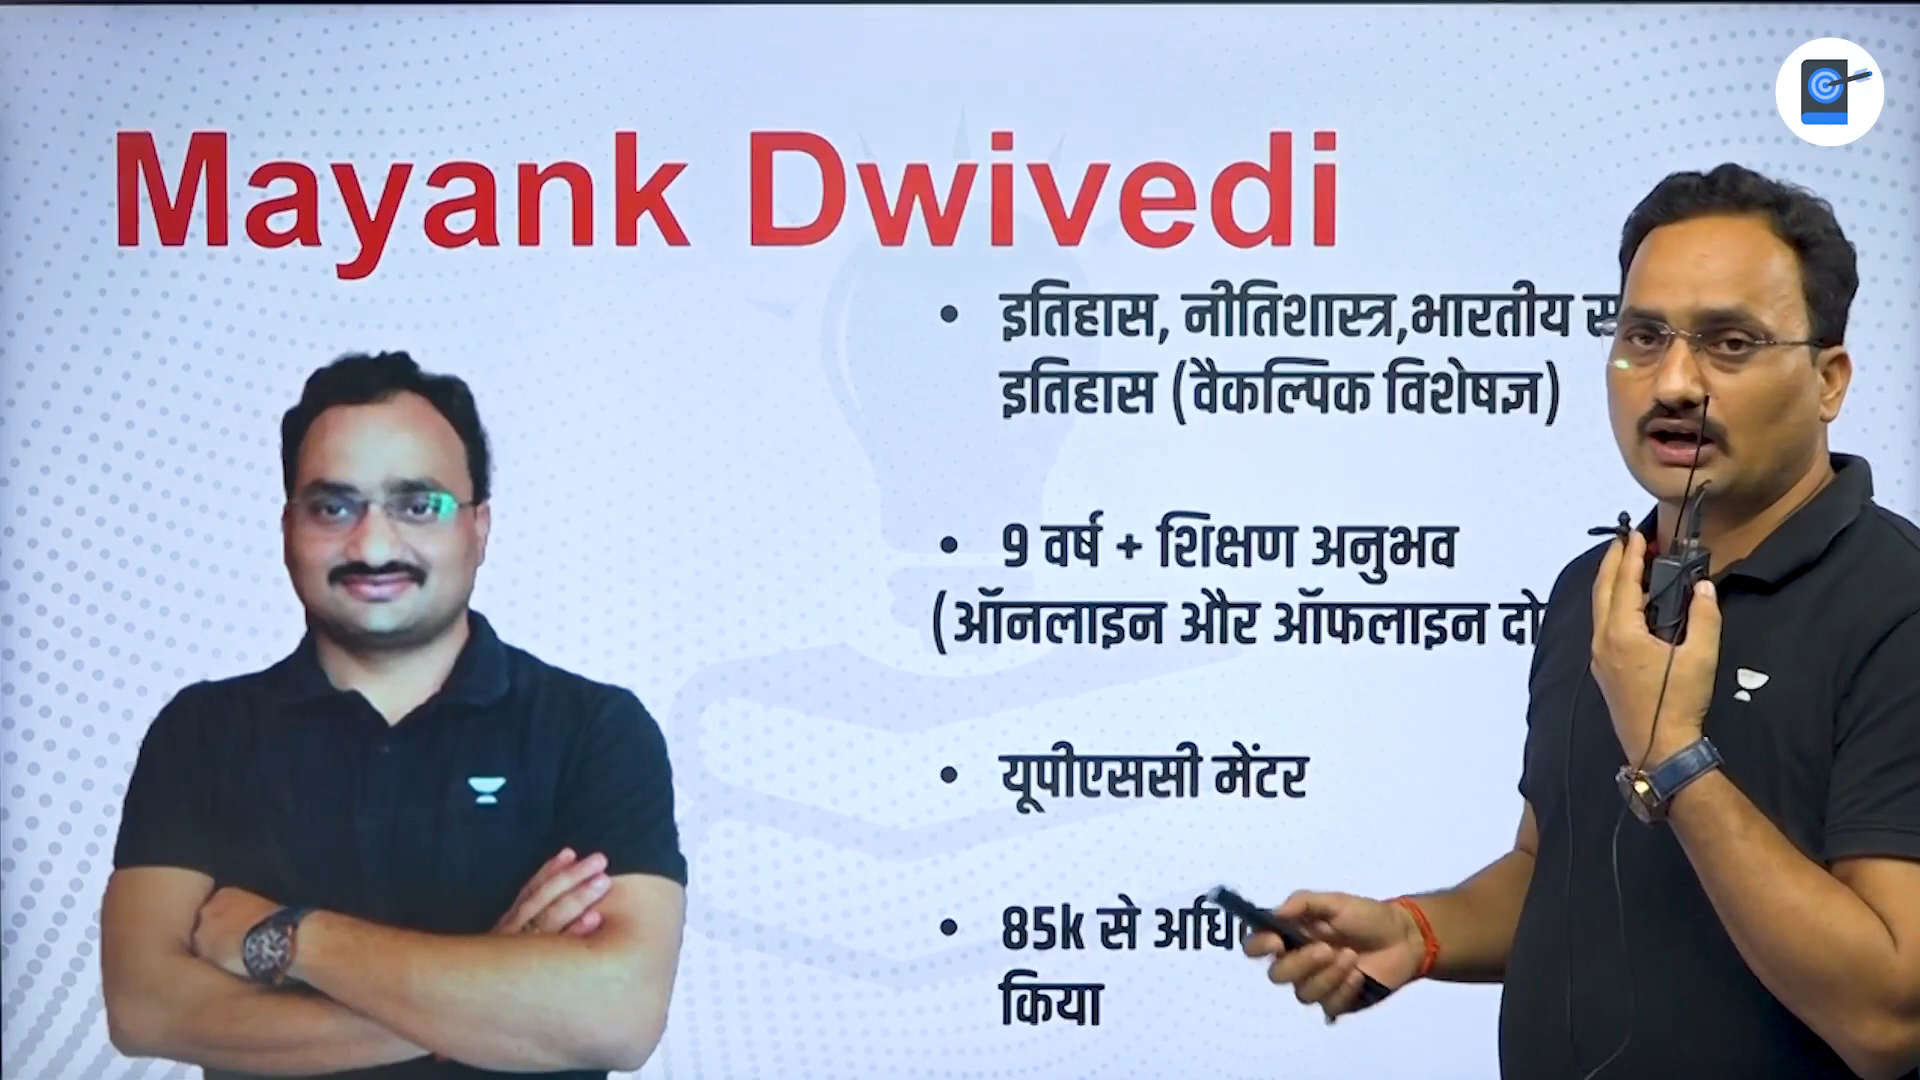 Mayank Dwivedi
• इतिहास, नीतिशास्त्र,भारतीय
इतिहास (वैकल्पिक विशेषज्ञ)
• 9 वर्ष + शिक्षण अनुभव
(ऑनलाइन और ऑफलाइन
• यूपीएससी मेंटर
• 85k से
किया